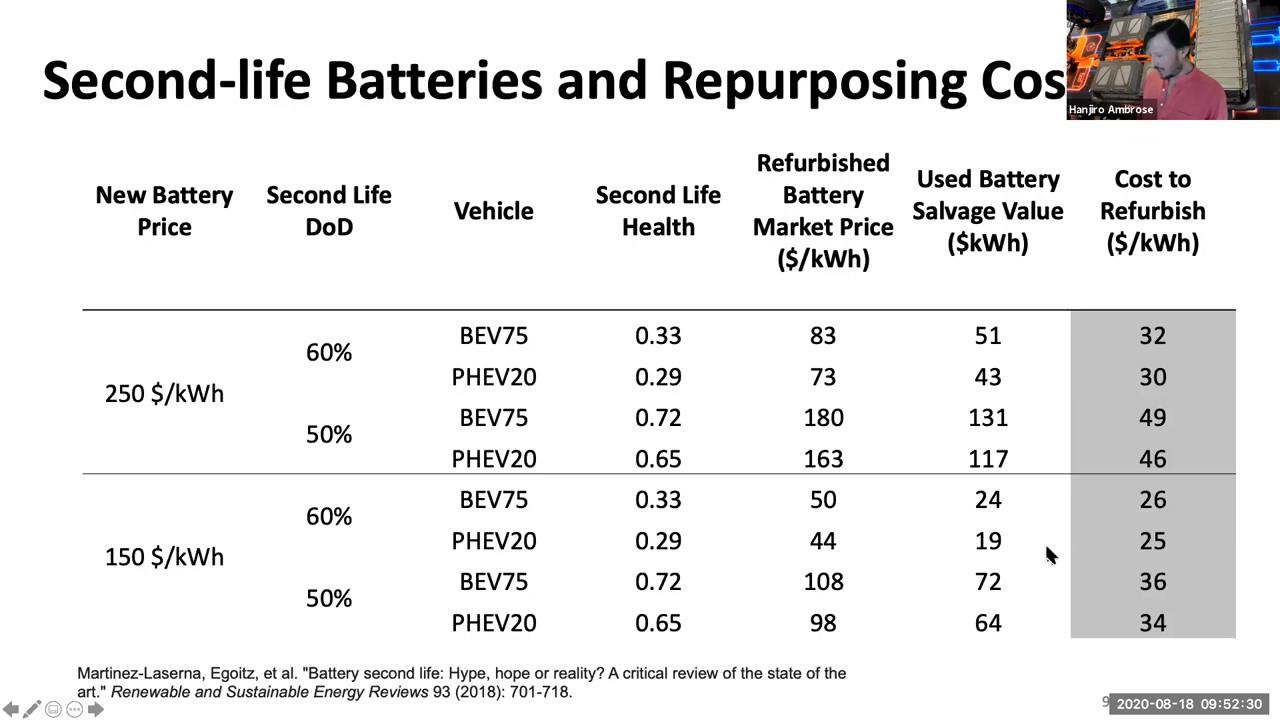 Second-life Batteries and Repurposing Cos
Hanjiro Ambrose
New Battery Price
Second Life DoD
Vehicle
Second Life Health
Refurbished Battery Market Price ($/kWh)
Used Battery Salvage Value ($kWh)
Cost to Refurbish ($/kWh)
250 $/kWh
60%
BEV75 0.33 83 51 32
PHEV20 0.29 73 43 30
50%
BEV75 0.72 180 131 49
PHEV20 0.65 163 117 46
150 $/kWh
60%
BEV75 0.33 50 24 26
PHEV20 0.29 44 19 25
50%
BEV75 0.72 108 72 36
PHEV20 0.65 98 64 34
Martinez-Laserna, Egoitz, et al. "Battery second life: Hype, hope or reality? A critical review of the state of the
art." Renewable and Sustainable Energy Reviews 93 (2018): 701-718.
9
2020-08-18 09:52:30